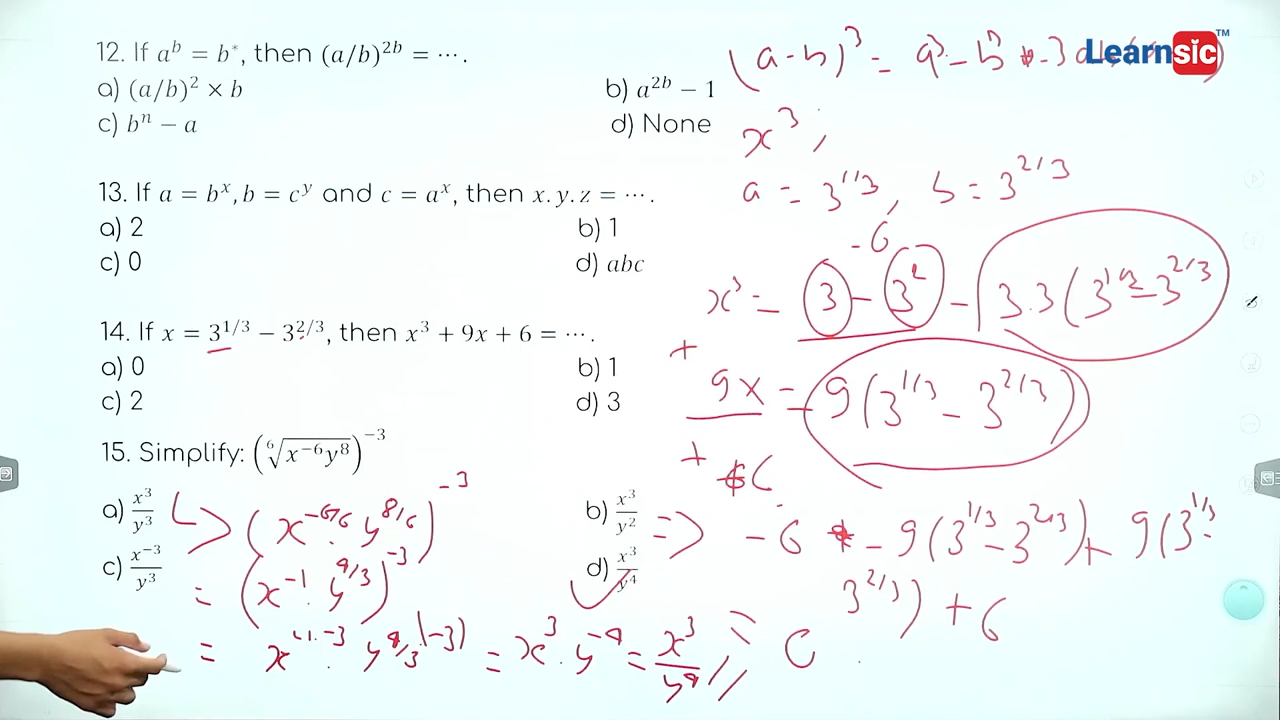 12. If a^b = b^*, then (a/b)^{2b} = ⋯.
a) (a/b)^2 × b
b) a^{2b} − 1
c) b^n − a
d) None
13. If a = b^x, b = c^y and c = a^x, then x. y. z = ⋯.
a) 2
b) 1
c) 0
d) abc
14. If x = 3^{1/3} − 3^{2/3}, then x^3 + 9x + 6 = ⋯.
a) 0
b) 1
c) 2
d) 3
15. Simplify: (\sqrt[6]{x^{−6}y^8})^{−3}
a) x^3/y^3
b) x^3/y^2
c) x^{−3}/y^3
d) x^3/y^4
(x^{-6/6} . y^{8/6})^{-3}
= (x^{-1} . y^{4/3})^{-3}
= x^{-1.-3} . y^{4/3(-3)} = x^3 . y^{-4} = x^3/y^4 //
Learnsic™
(a-b)^3 = a^3 - b^3 - 3ab
x^3 ;
a = 3^{1/3}, b = 3^{2/3}
-6
x^3 = 3 - 3^2 - 3.3(3^{1/3} - 3^{2/3}
+
9x = 9(3^{1/3} - 3^{2/3})
+ 6
=> -6 - 9(3^{1/3} - 3^{2/3}) + 9(3^{1/3} -
3^{2/3}) + 6
= 0